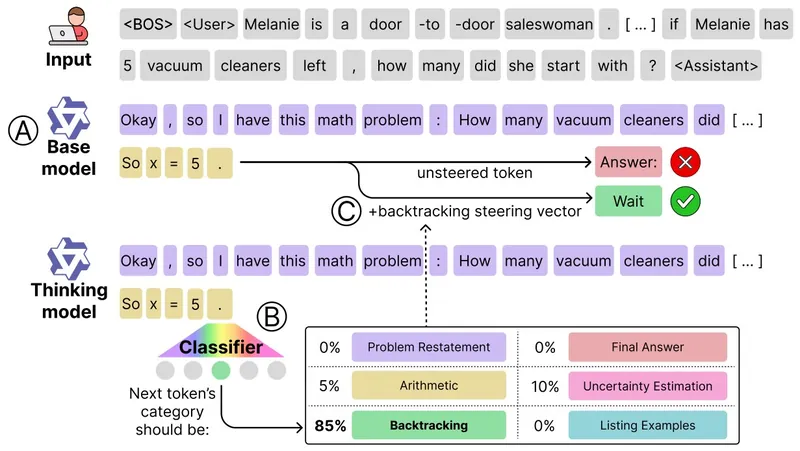 <BOS> <User> Melanie is a door -to -door saleswoman . [ ... ] if Melanie has
Input
5 vacuum cleaners left , how many did she start with ? <Assistant>
A
Base model
Okay , so I have this math problem : How many vacuum cleaners did [ ... ]
So x = 5 .
unsteered token
Answer:
C
+backtracking steering vector
Wait
Thinking model
Okay , so I have this math problem : How many vacuum cleaners did [ ... ]
So x = 5 .
B
Classifier
Next token's
category
should be:
0% Problem Restatement 0% Final Answer
5% Arithmetic 10% Uncertainty Estimation
85% Backtracking 0% Listing Examples